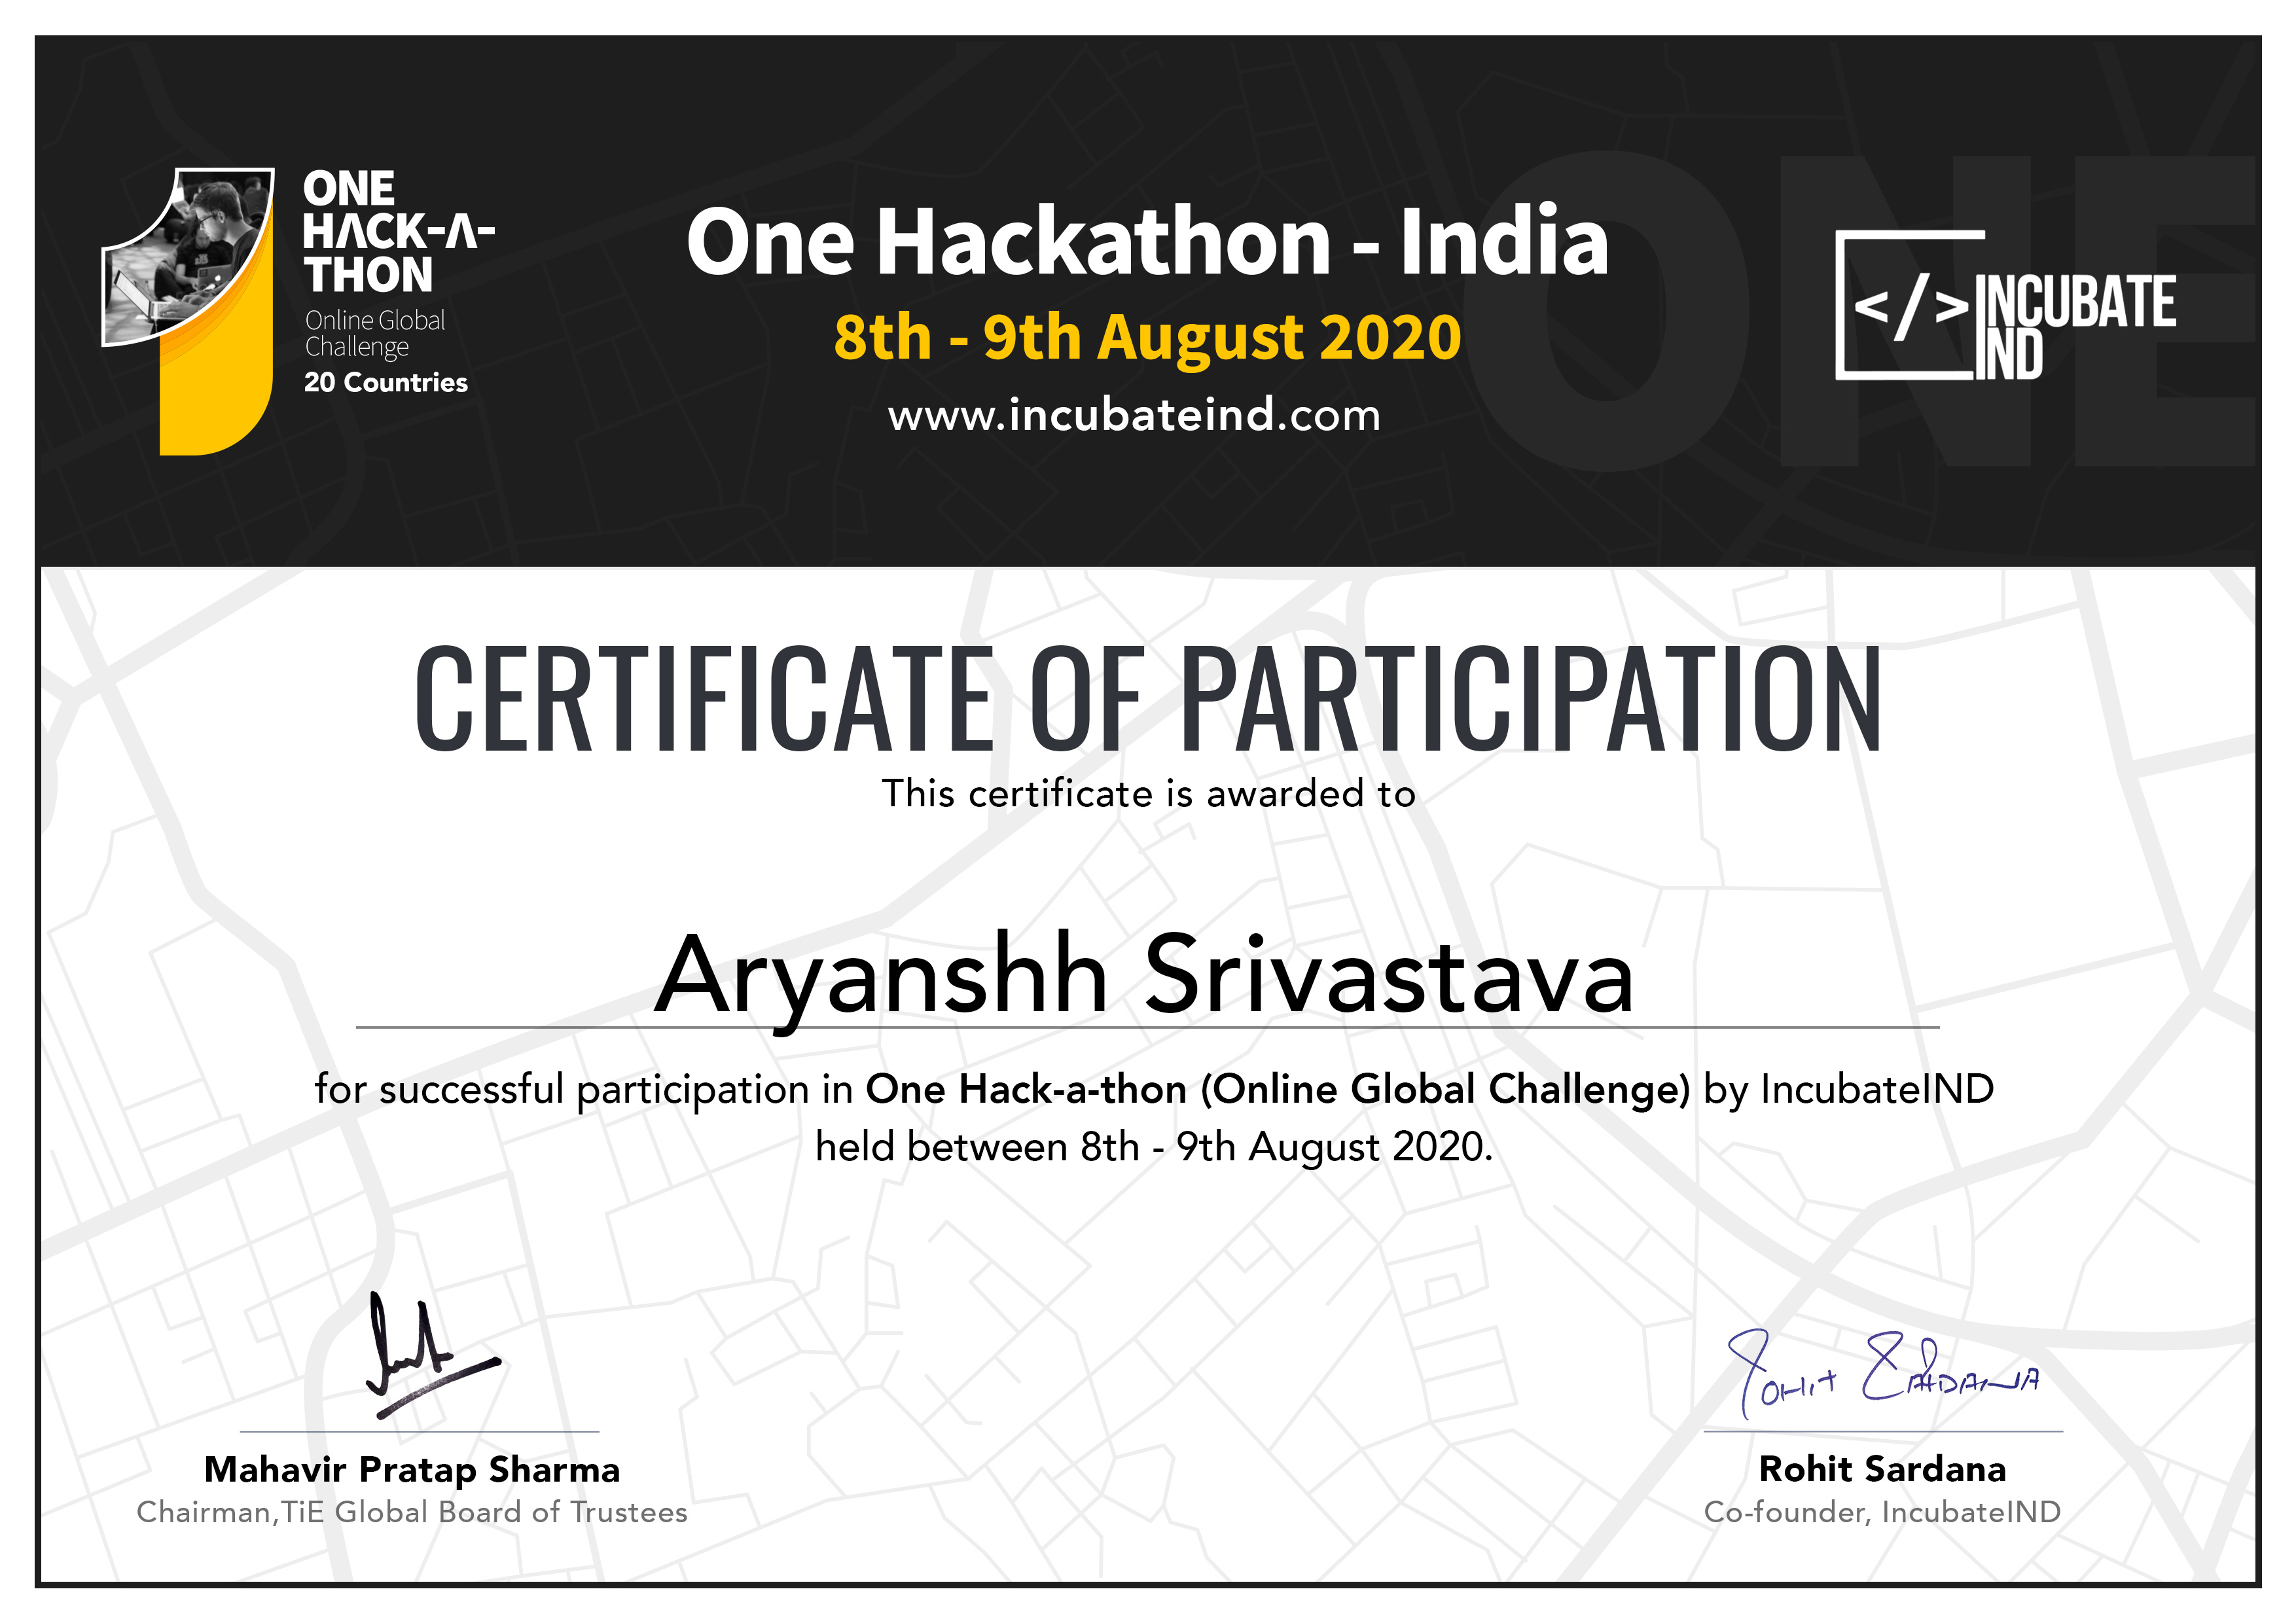 ONE
HACK-A-
THON
Online Global
Challenge
20 Countries
One Hackathon - India
8th - 9th August 2020
www.incubateind.com
ONE
</>INCUBATE
IND
CERTIFICATE OF PARTICIPATION
This certificate is awarded to
Aryanshh Srivastava
for successful participation in One Hack-a-thon (Online Global Challenge) by IncubateIND
held between 8th - 9th August 2020.
ROHIT SARDANA
Mahavir Pratap Sharma
Chairman,TiE Global Board of Trustees
Rohit Sardana
Co-founder, IncubateIND